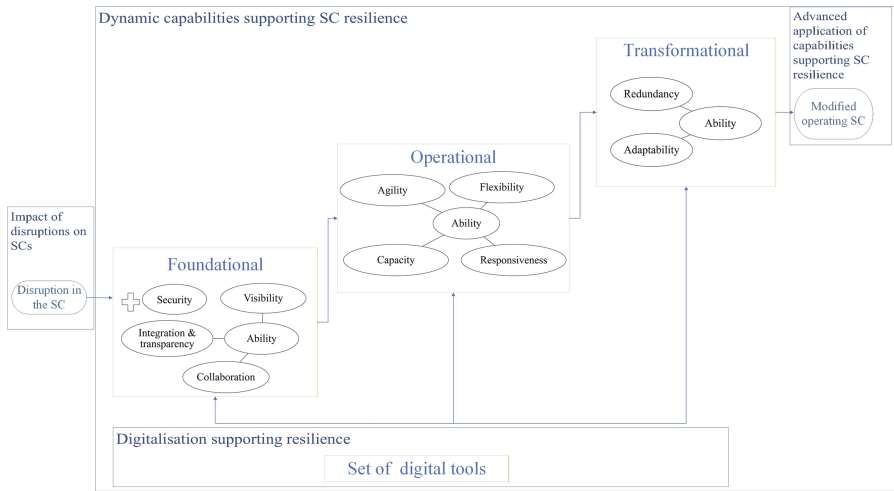 Dynamic capabilities supporting SC resilience
Advanced
application of
capabilities
supporting SC
resilience
Modified
operating SC
Transformational
Redundancy
Ability
Adaptability
Operational
Agility
Flexibility
Ability
Capacity
Responsiveness
Impact of
disruptions on
SCs
Disruption in
the SC
Foundational
Security
Visibility
Integration &
transparency
Ability
Collaboration
Digitalisation supporting resilience
Set of digital tools